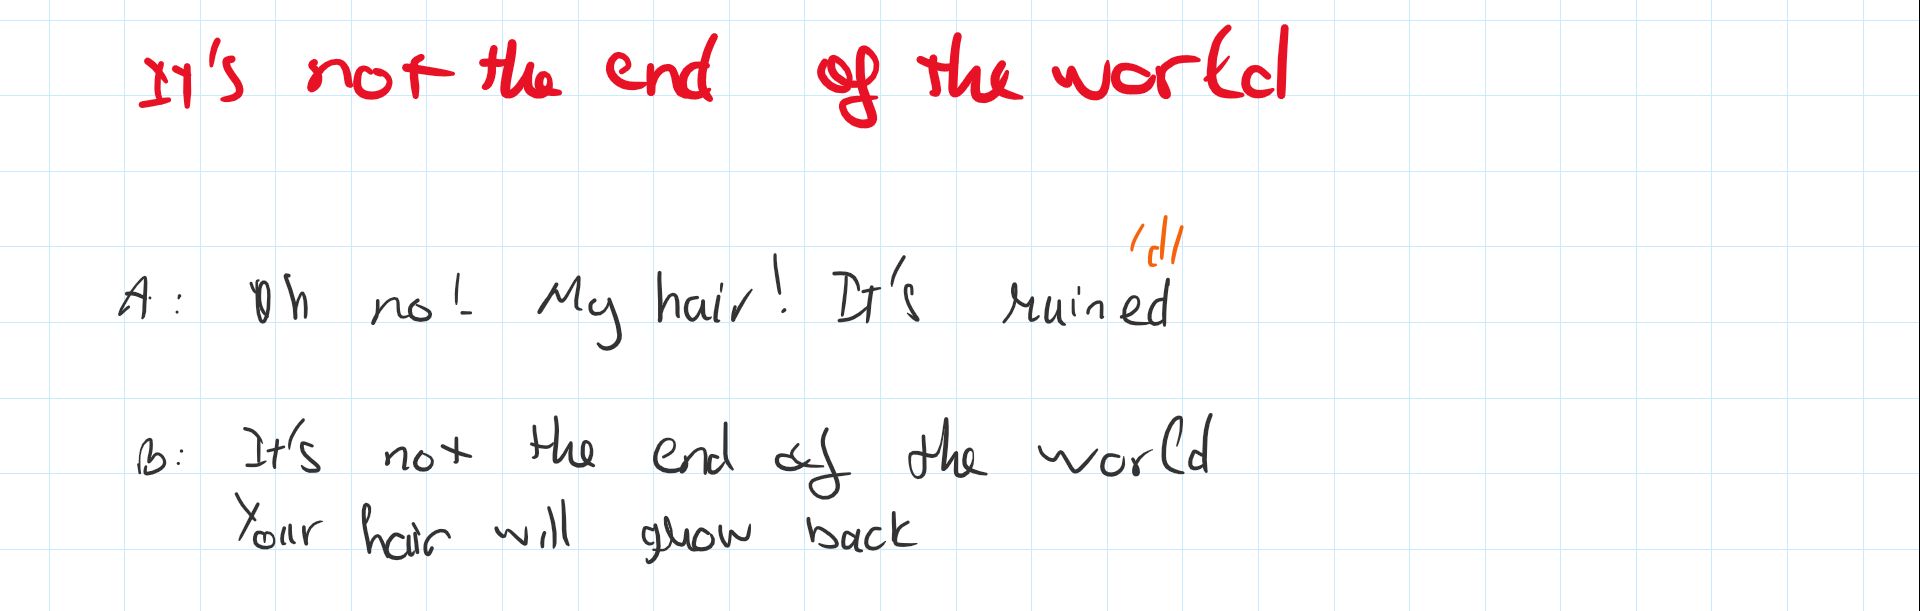 It's not the end of the world
/d/
A: Oh no! My hair! It's ruined
B: It's not the end of the world
Your hair will grow back